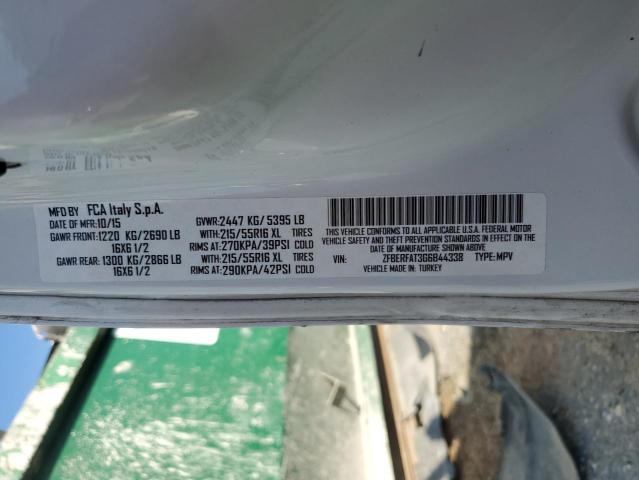 MFD BY FCA Italy S.p.A.
DATE OF MFR:10/15 GVWR:2447 KG/ 5395 LB
GAWR FRONT:1220 KG/2690 LB WITH:215/55R16 XL TIRES
16X6 1/2 RIMS AT:270KPA/39PSI COLD
GAWR REAR: 1300 KG/2866 LB WITH:215/55R16 XL TIRES
16X6 1/2 RIMS AT:290KPA/42PSI COLD
THIS VEHICLE CONFORMS TO ALL APPLICABLE U.S.A. FEDERAL MOTOR
VEHICLE SAFETY AND THEFT PREVENTION STANDARDS IN EFFECT ON THE
DATE OF MANUFACTURE SHOWN ABOVE
VIN: ZFBERFAT3G6B44338 TYPE:MPV
MADE IN: TURKEY